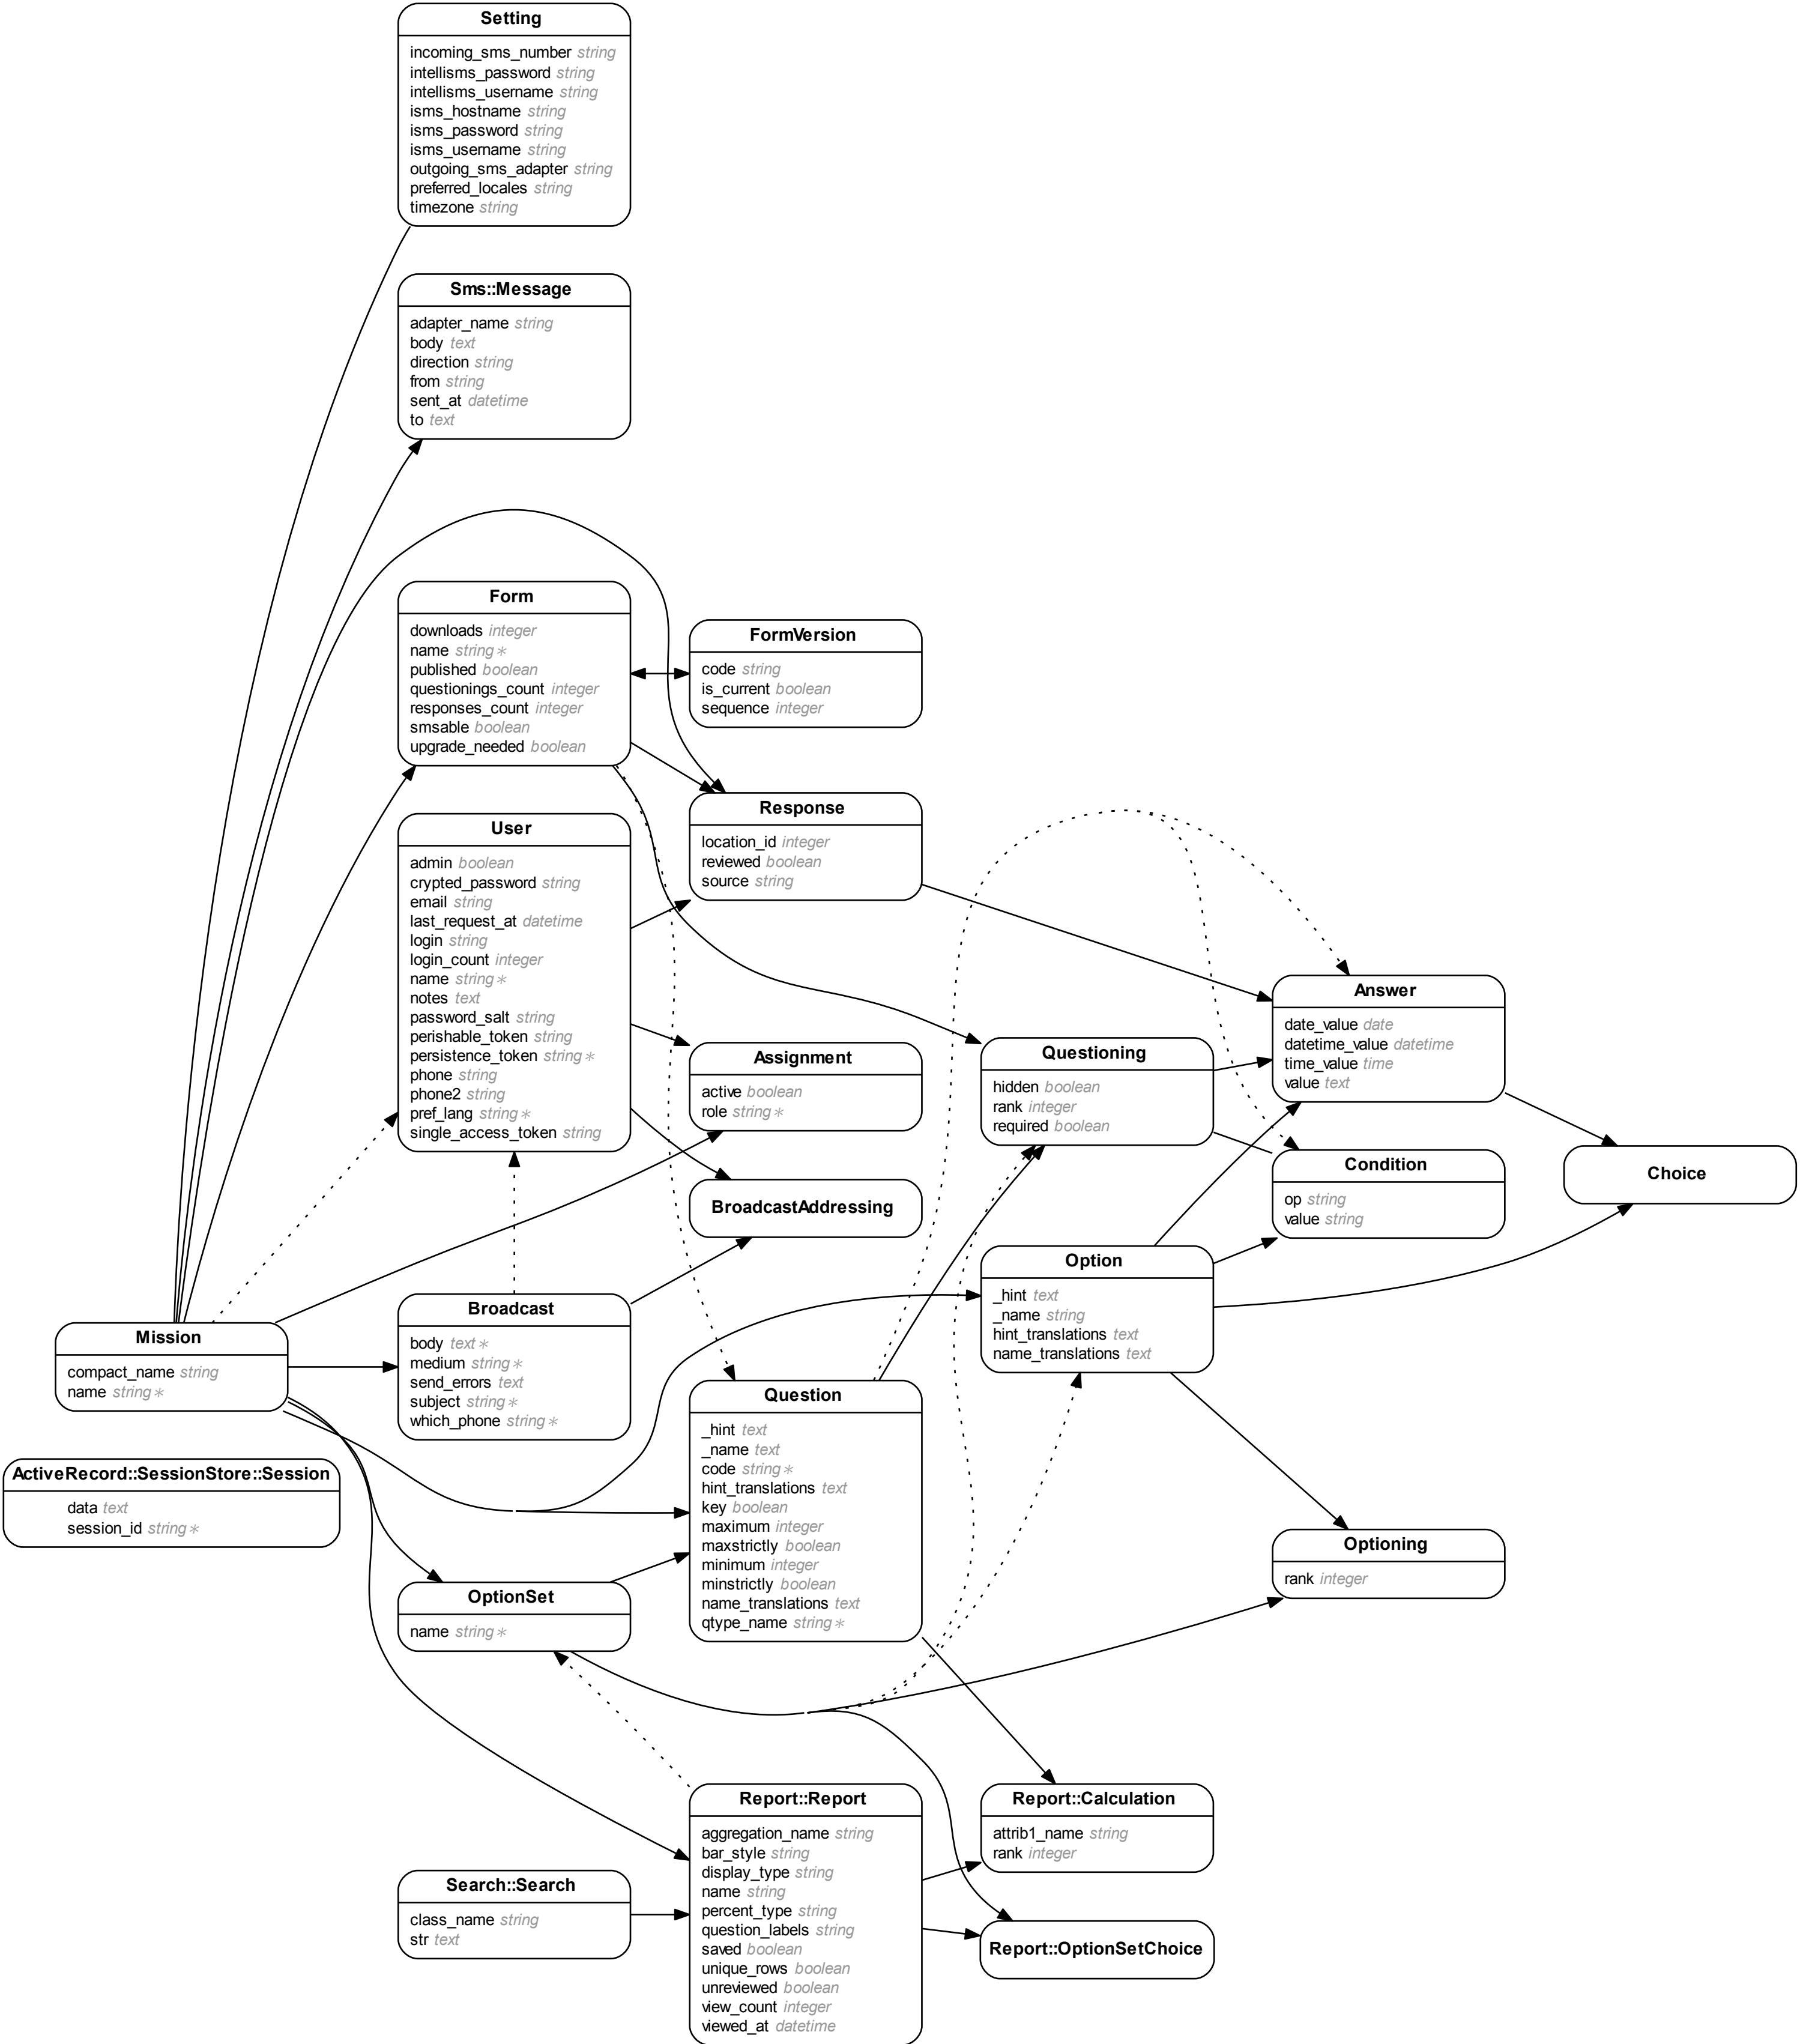 Setting
incoming_sms_number string
intellisms_password string
intellisms_username string
isms_hostname string
isms_password string
isms_username string
outgoing_sms_adapter string
preferred_locales string
timezone string
Sms::Message
adapter_name string
body text
direction string
from string
sent_at datetime
to text
Form
downloads integer
name string ∗
published boolean
questionings_count integer
responses_count integer
smsable boolean
upgrade_needed boolean
FormVersion
code string
is_current boolean
sequence integer
Response
location_id integer
reviewed boolean
source string
User
admin boolean
crypted_password string
email string
last_request_at datetime
login string
login_count integer
name string ∗
notes text
password_salt string
perishable_token string
persistence_token string ∗
phone string
phone2 string
pref_lang string ∗
single_access_token string
Answer
date_value date
datetime_value datetime
time_value time
value text
Assignment
active boolean
role string ∗
Questioning
hidden boolean
rank integer
required boolean
Condition
op string
value string
Choice
BroadcastAddressing
Option
_hint text
_name string
hint_translations text
name_translations text
Broadcast
body text ∗
medium string ∗
send_errors text
subject string ∗
which_phone string ∗
Mission
compact_name string
name string ∗
Question
_hint text
_name text
code string ∗
hint_translations text
key boolean
maximum integer
maxstrictly boolean
minimum integer
minstrictly boolean
name_translations text
qtype_name string ∗
ActiveRecord::SessionStore::Session
data text
session_id string ∗
Optioning
rank integer
OptionSet
name string ∗
Report::Report
aggregation_name string
bar_style string
display_type string
name string
percent_type string
question_labels string
saved boolean
unique_rows boolean
unreviewed boolean
view_count integer
viewed_at datetime
Report::Calculation
attrib1_name string
rank integer
Search::Search
class_name string
str text
Report::OptionSetChoice